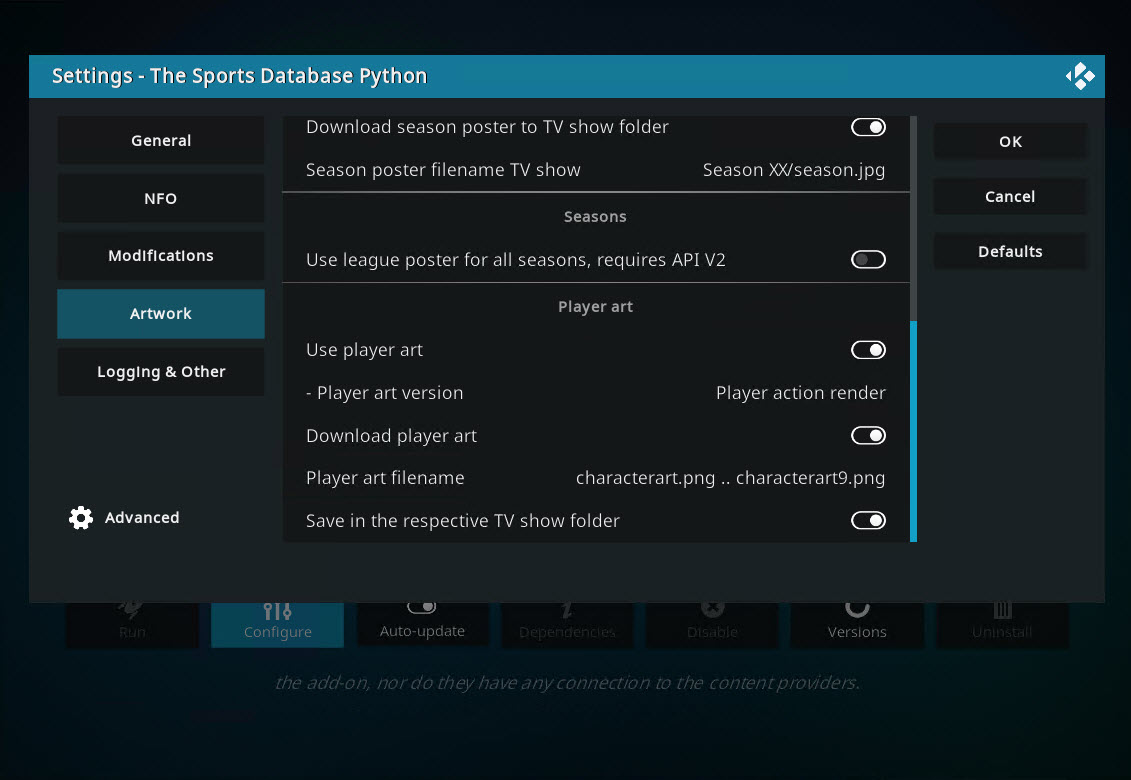 Settings - The Sports Database Python
General
NFO
Modifications
Artwork
Logging & Other
Advanced
Download season poster to TV show folder
Season poster filename TV show Season XX/season.jpg
Seasons
Use league poster for all seasons, requires API V2
Player art
Use player art
- Player art version Player action render
Download player art
Player art filename characterart.png .. characterart9.png
Save in the respective TV show folder
OK
Cancel
Defaults
Run Configure Auto-update Dependencies Disable Versions Uninstall
the add-on, nor do they have any connection to the content providers.